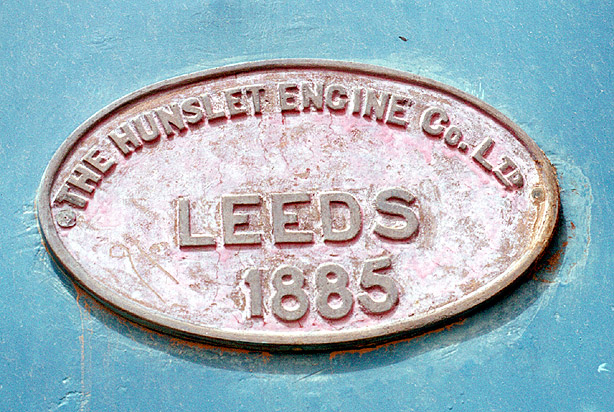 THE HUNSLET ENGINE Co. LTD
LEEDS
1885